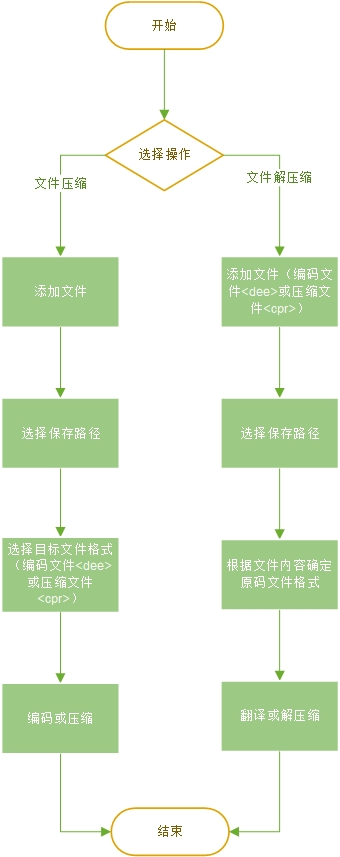 开始
选择操作
文件压缩
文件解压缩
添加文件
添加文件（编码文
件<dee>或压缩文
件<cpr>）
选择保存路径
选择保存路径
选择目标文件格式
（编码文件<dee>
或压缩文件
<cpr>）
根据文件内容确定
原码文件格式
编码或压缩
翻译或解压缩
结束